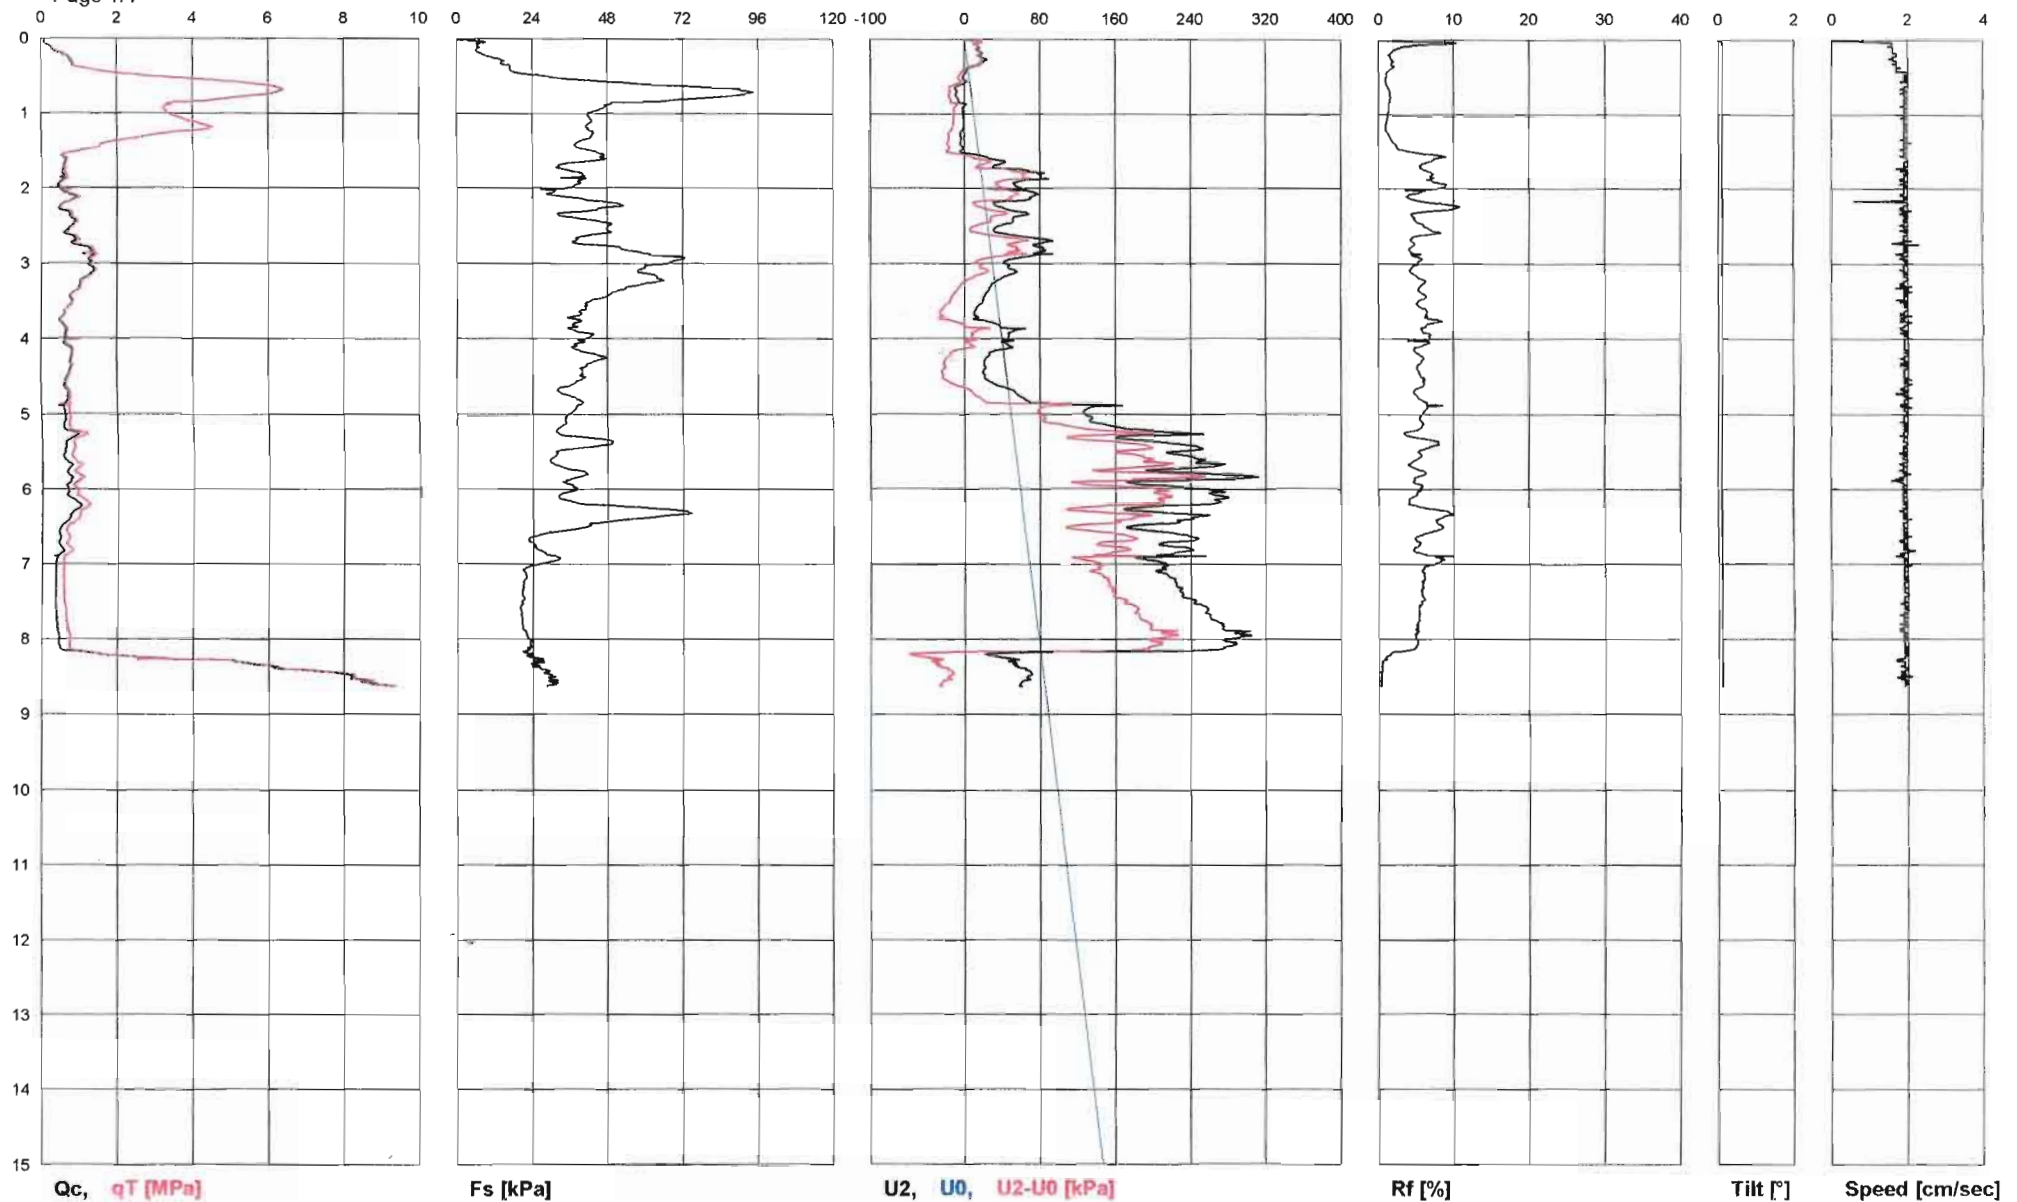 0 2 4 6 8 10
0 24 48 72 96 120
-100 0 80 160 240 320 400
0 10 20 30 40
0 2
0 2 4
0
1
2
3
4
5
6
7
8
9
10
11
12
13
14
15
Qc, qT [MPa]
Fs [kPa]
U2, U0, U2-U0 [kPa]
Rf [%]
Tilt [°]
Speed [cm/sec]